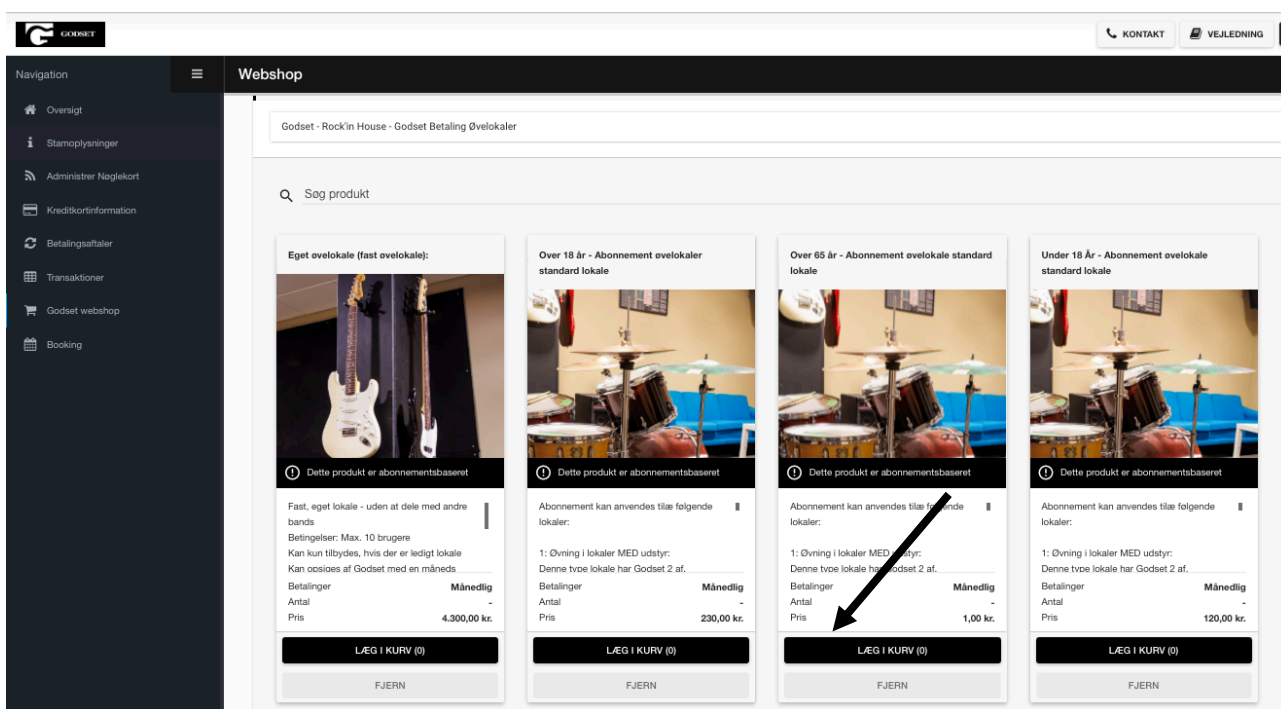 GODSET
KONTAKT
VEJLEDNING
Navigation
Webshop
Oversigt
Stamoplysninger
Administrer Nøglekort
Kreditkortinformation
Betalingsaftaler
Transaktioner
Godset webshop
Booking
Godset - Rock'in House - Godset Betaling Øvelokaler
Søg produkt
Eget øvelokale (fast øvelokale):
Dette produkt er abonnementsbaseret
Fast, eget lokale - uden at dele med andre
bands
Betingelser: Max. 10 brugere
Kan kun tilbydes, hvis der er ledigt lokale
Kan opsiges af Godset med en måneds
Betalinger Månedlig
Antal -
Pris 4.300,00 kr.
LÆG I KURV (0)
FJERN
Over 18 år - Abonnement øvelokaler
standard lokale
Dette produkt er abonnementsbaseret
Abonnement kan anvendes tilæ følgende
lokaler:
1: Øvning i lokaler MED udstyr:
Denne type lokale har Godset 2 af.
Betalinger Månedlig
Antal -
Pris 230,00 kr.
LÆG I KURV (0)
FJERN
Over 65 år - Abonnement øvelokale standard
lokale
Dette produkt er abonnementsbaseret
Abonnement kan anvendes tilæ følgende
lokaler:
1: Øvning i lokaler MED udstyr:
Denne type lokale har Godset 2 af.
Betalinger Månedlig
Antal -
Pris 1,00 kr.
LÆG I KURV (0)
FJERN
Under 18 År - Abonnement øvelokale
standard lokale
Dette produkt er abonnementsbaseret
Abonnement kan anvendes tilæ følgende
lokaler:
1: Øvning i lokaler MED udstyr:
Denne type lokale har Godset 2 af.
Betalinger Månedlig
Antal -
Pris 120,00 kr.
LÆG I KURV (0)
FJERN